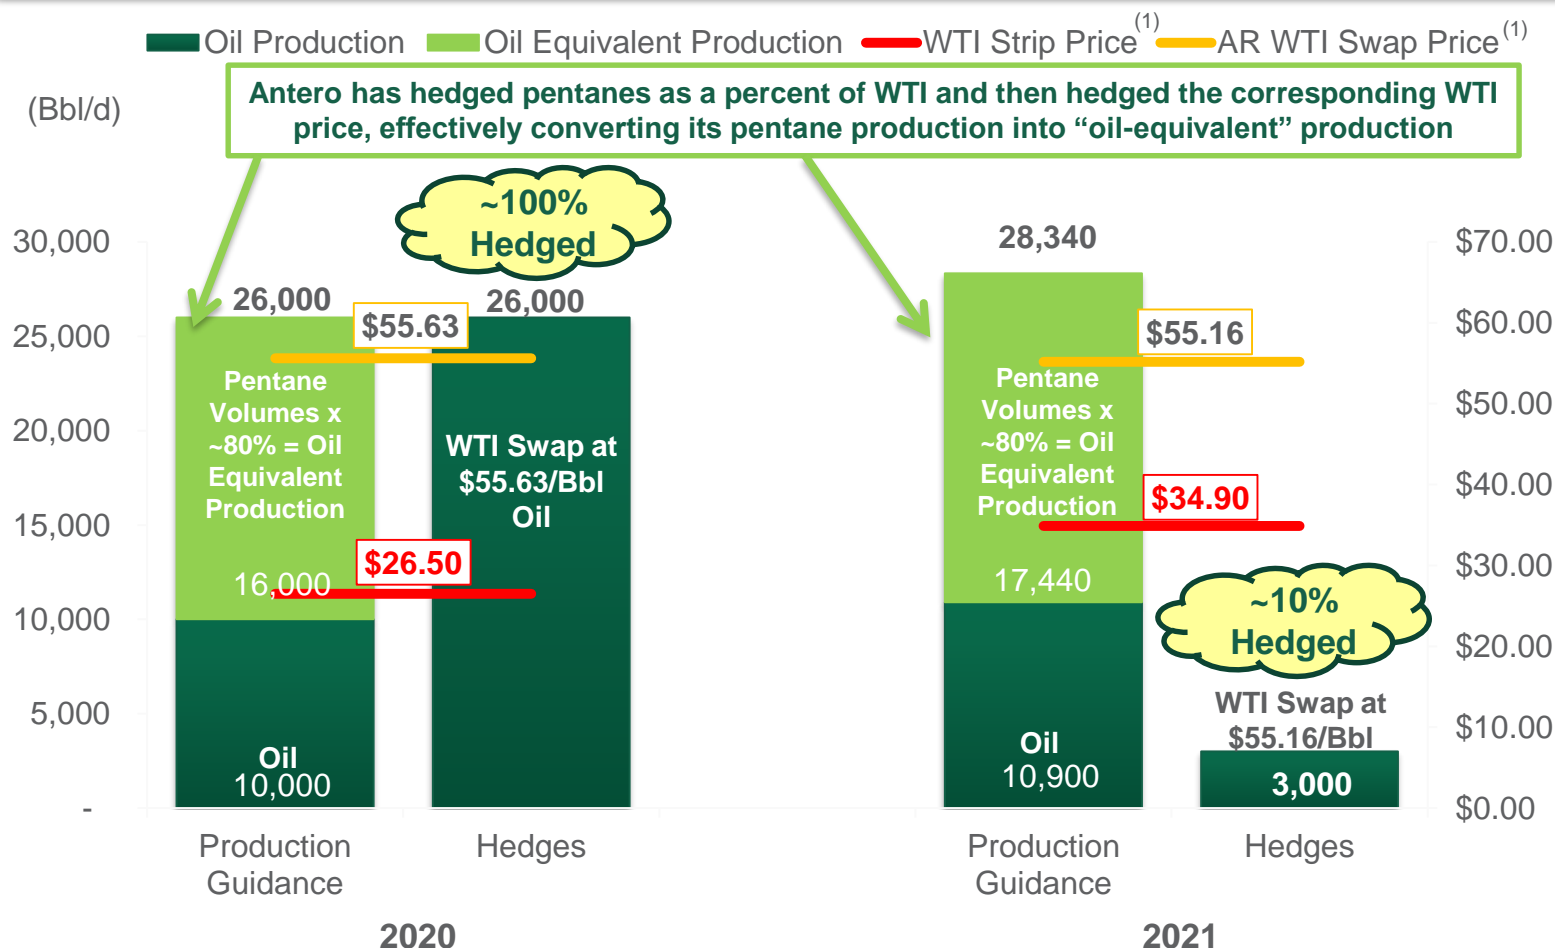 Oil Production Oil Equivalent Production WTI Strip Price(1) AR WTI Swap Price(1)
(Bbl/d)
Antero has hedged pentanes as a percent of WTI and then hedged the corresponding WTI
price, effectively converting its pentane production into “oil-equivalent” production
~100%
Hedged
~10%
Hedged
30,000
25,000
20,000
15,000
10,000
5,000
-
$70.00
$60.00
$50.00
$40.00
$30.00
$20.00
$10.00
$0.00
26,000
$55.63
Pentane
Volumes x
~80% = Oil
Equivalent
Production
16,000
$26.50
Oil
10,000
26,000
WTI Swap at
$55.63/Bbl
Oil
28,340
$55.16
Pentane
Volumes x
~80% = Oil
Equivalent
Production
$34.90
17,440
Oil
10,900
WTI Swap at
$55.16/Bbl
3,000
Production
Guidance
Hedges
Production
Guidance
Hedges
2020
2021